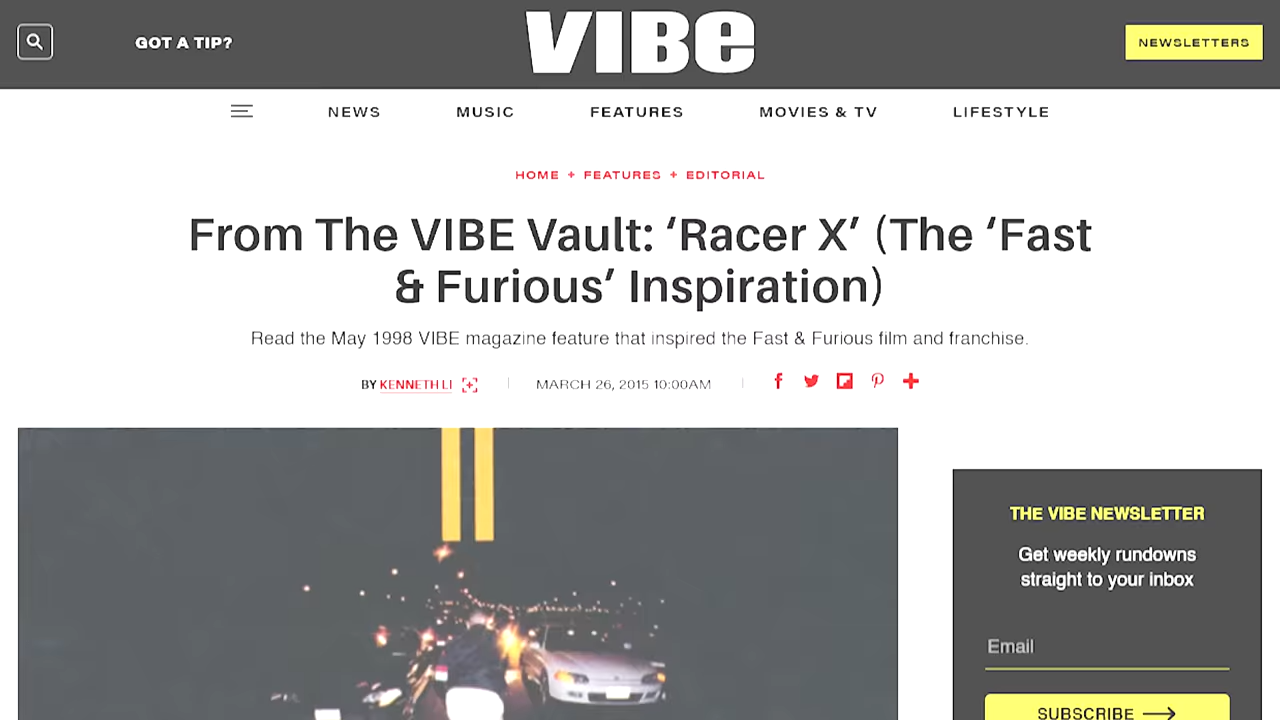 GOT A TIP?
VIBE
NEWSLETTERS
NEWS
MUSIC
FEATURES
MOVIES & TV
LIFESTYLE
HOME + FEATURES + EDITORIAL
From The VIBE Vault: ‘Racer X’ (The ‘Fast
& Furious’ Inspiration)
Read the May 1998 VIBE magazine feature that inspired the Fast & Furious film and franchise.
BY KENNETH LI
MARCH 26, 2015 10:00AM
THE VIBE NEWSLETTER
Get weekly rundowns
straight to your inbox
Email
SUBSCRIBE